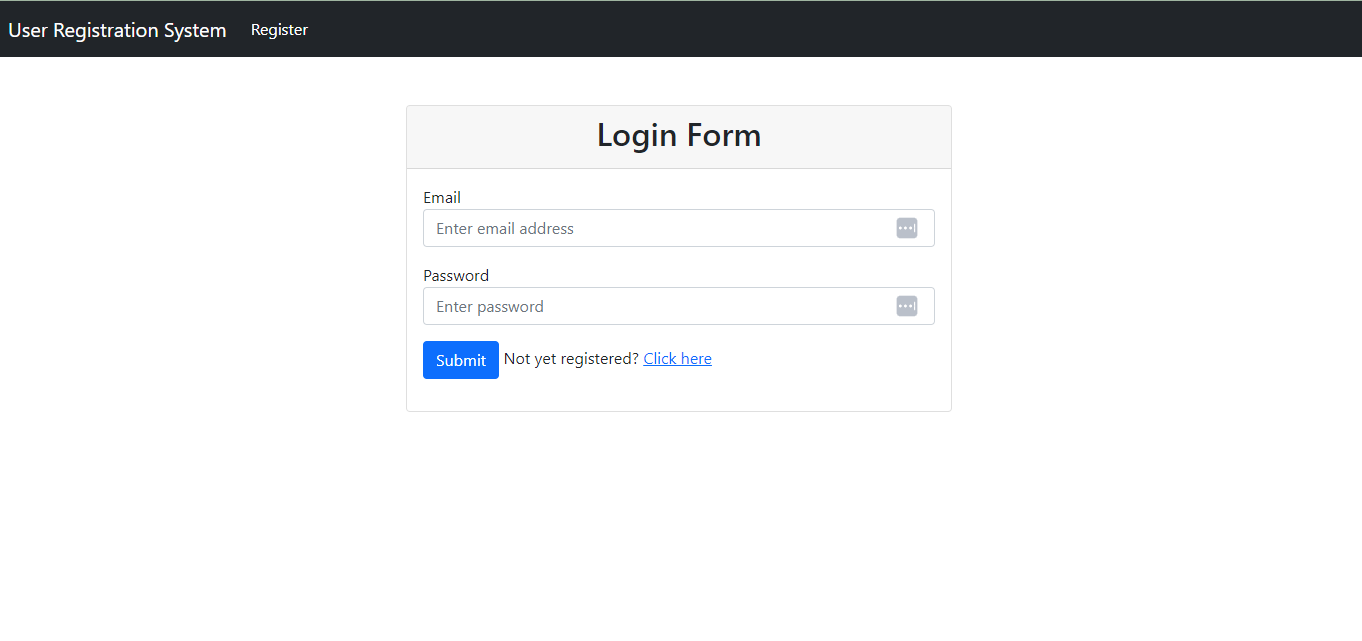 User Registration System Register
Login Form
Email
Enter email address
Password
Enter password
Submit Not yet registered? Click here